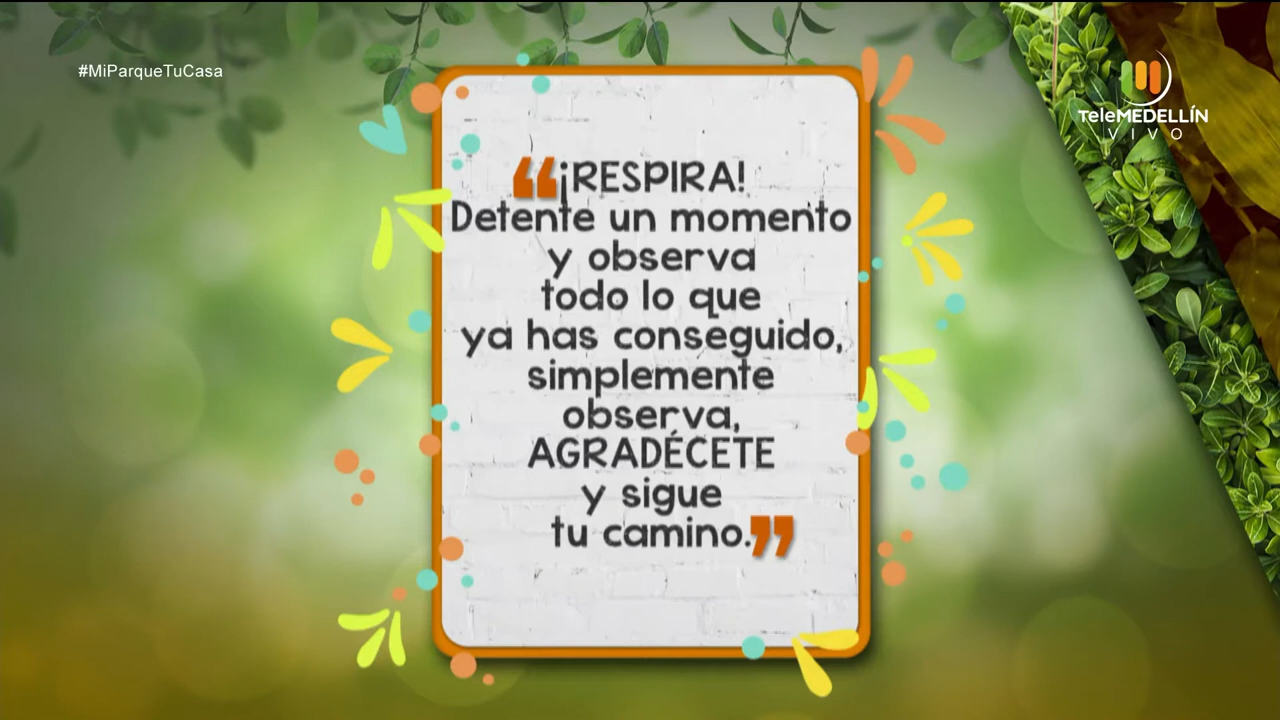 #MiParqueTuCasa
TeleMEDELLÍN
VIVO
“¡RESPIRA!
Detente un momento
y observa
todo lo que
ya has conseguido,
simplemente
observa,
AGRADÉCETE
y sigue
tu camino.”